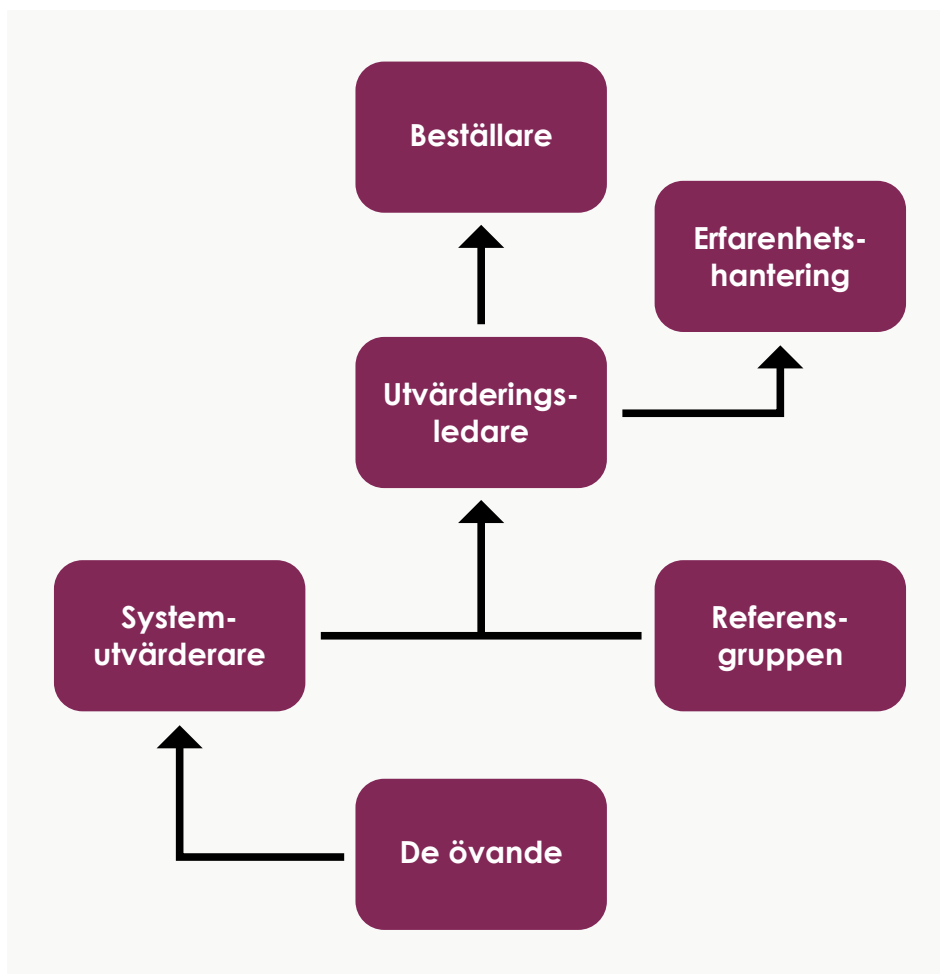 Beställare
Erfarenhets-
hantering
Utvärderings-
ledare
System-
utvärderare
Referens-
gruppen
De övande